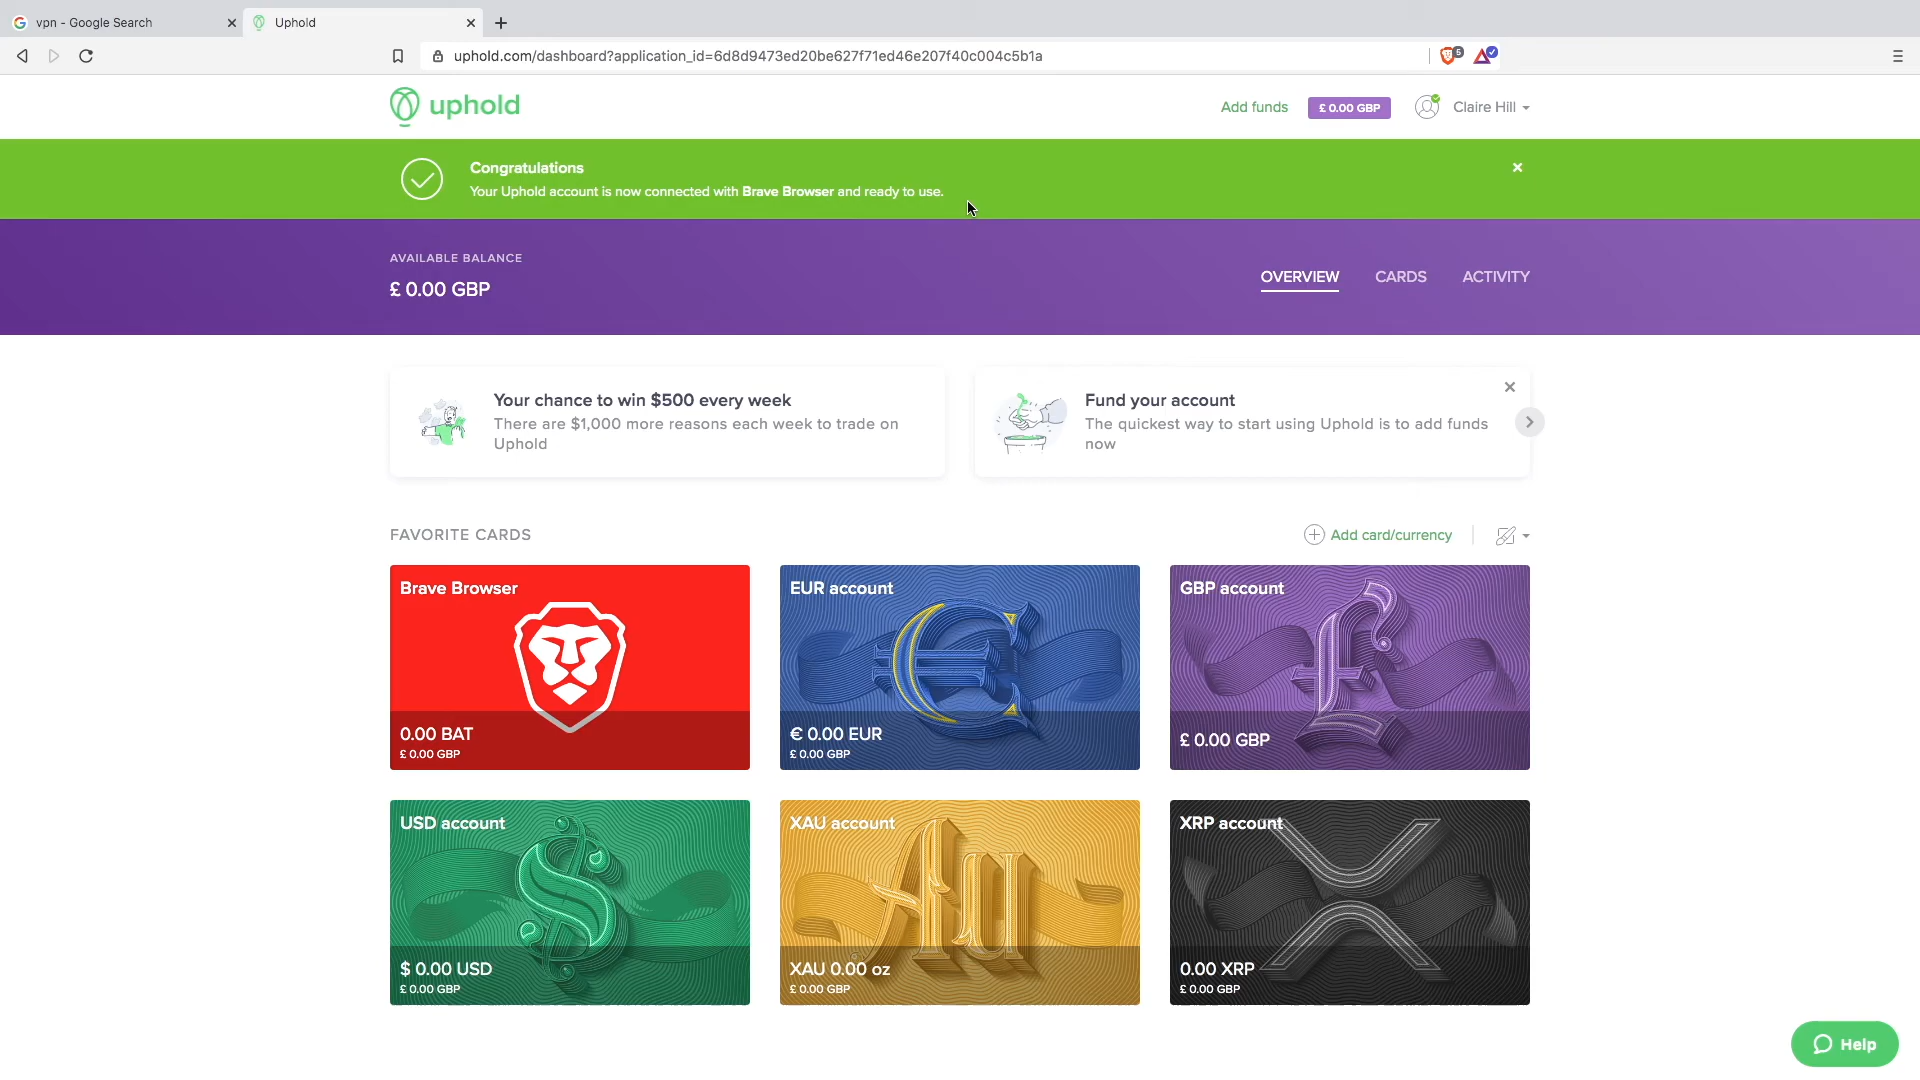 vpn - Google Search
Uphold
uphold.com/dashboard?application_id=6d8d9473ed20be627f71ed46e207f40c004c5b1a
5
uphold
Add funds
£ 0.00 GBP
Claire Hill
Congratulations
Your Uphold account is now connected with Brave Browser and ready to use.
AVAILABLE BALANCE
£ 0.00 GBP
OVERVIEW
CARDS
ACTIVITY
Your chance to win $500 every week
There are $1,000 more reasons each week to trade on
Uphold
Fund your account
The quickest way to start using Uphold is to add funds
now
FAVORITE CARDS
Add card/currency
Brave Browser
0.00 BAT
£ 0.00 GBP
EUR account
€ 0.00 EUR
£ 0.00 GBP
GBP account
£ 0.00 GBP
USD account
$ 0.00 USD
£ 0.00 GBP
XAU account
XAU 0.00 oz
£ 0.00 GBP
XRP account
0.00 XRP
£ 0.00 GBP
Help